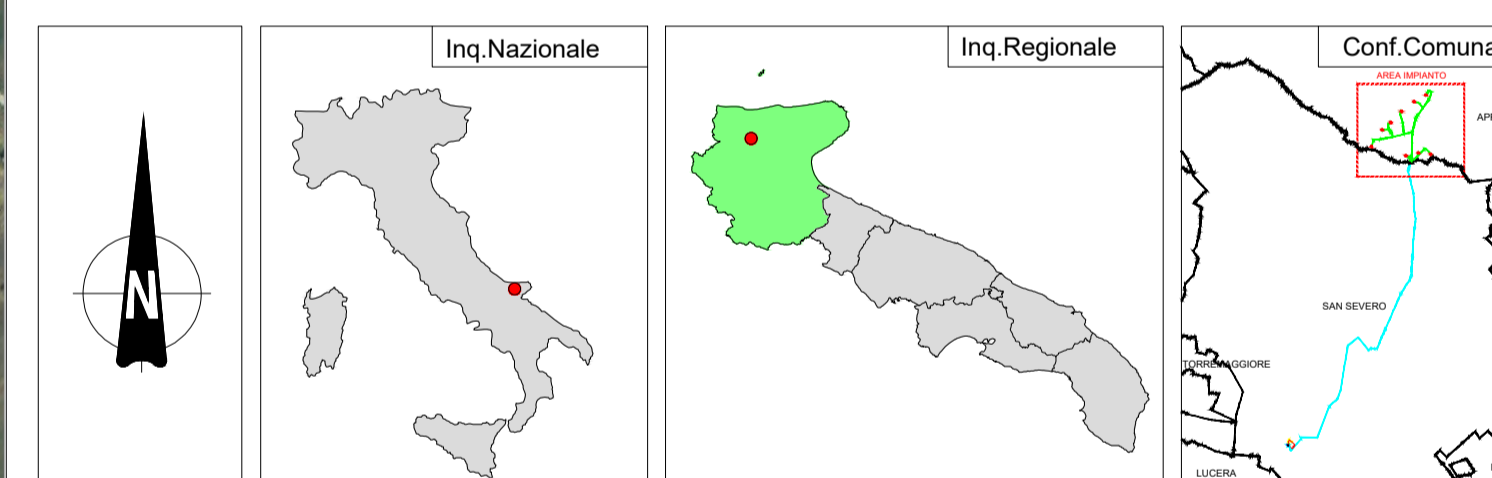 N
Inq.Nazionale
Inq.Regionale
Conf.Comuna
AREA IMPIANTO
SAN SEVERO
TORREMAGGIORE
LUCERA